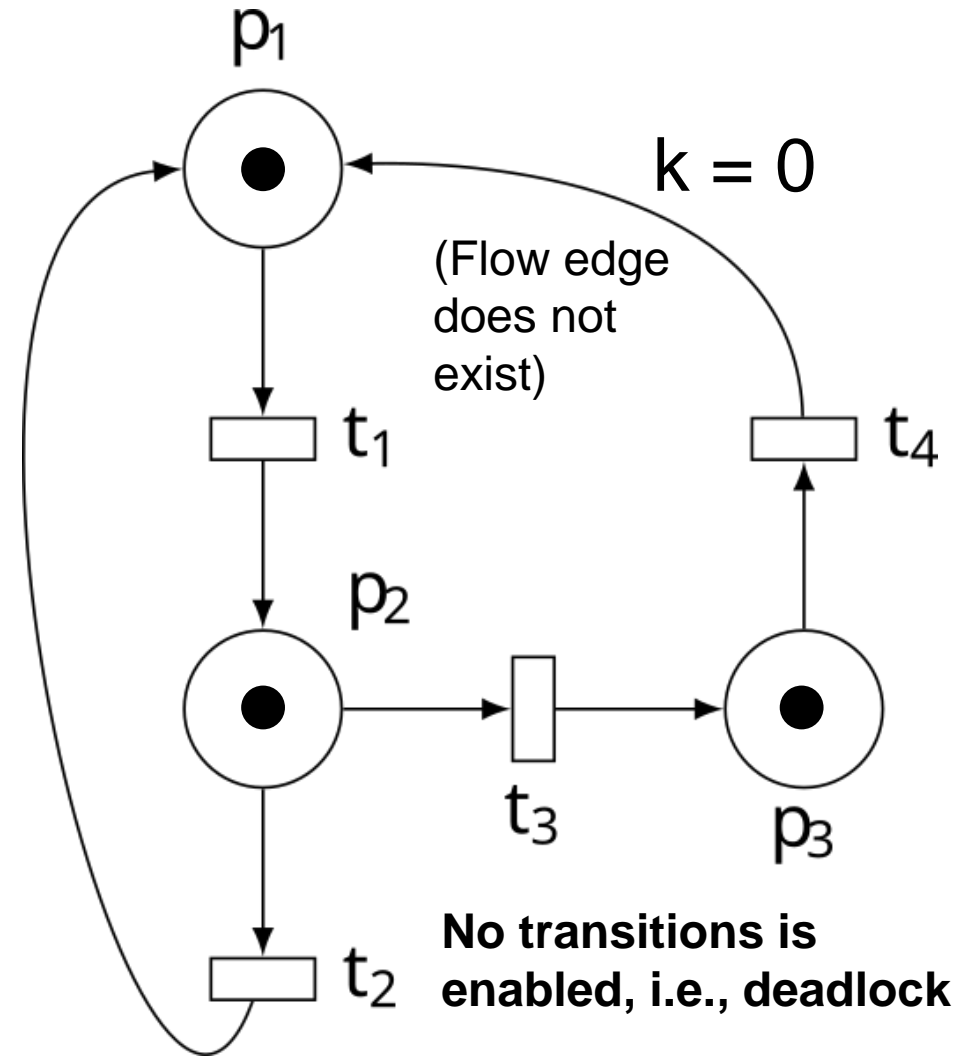 p₁
k = 0
(Flow edge
does not
exist)
t₁
t₄
p₂
t₃
p₃
No transitions is
enabled, i.e., deadlock
t₂